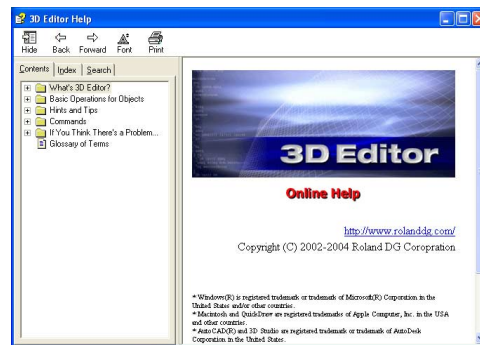 3D Editor Help
Hide Back Forward Font Print
Contents Index Search
What's 3D Editor?
Basic Operations for Objects
Hints and Tips
Commands
If You Think There's a Problem...
Glossary of Terms
3D Editor
Online Help
http://www.rolanddg.com/
Copyright (C) 2002-2004 Roland DG Coropration
* Windows(R) is registered trademark or trademark of Microsoft(R) Corporation in the
United States and/or other countries.
* Macintosh and QuickDraw are registered trademarks of Apple Computer, Inc. in the USA
and other countries.
* AutoCAD(R) and 3D Studio are registered trademark or trademark of AutoDesk
Corporation in the United States.